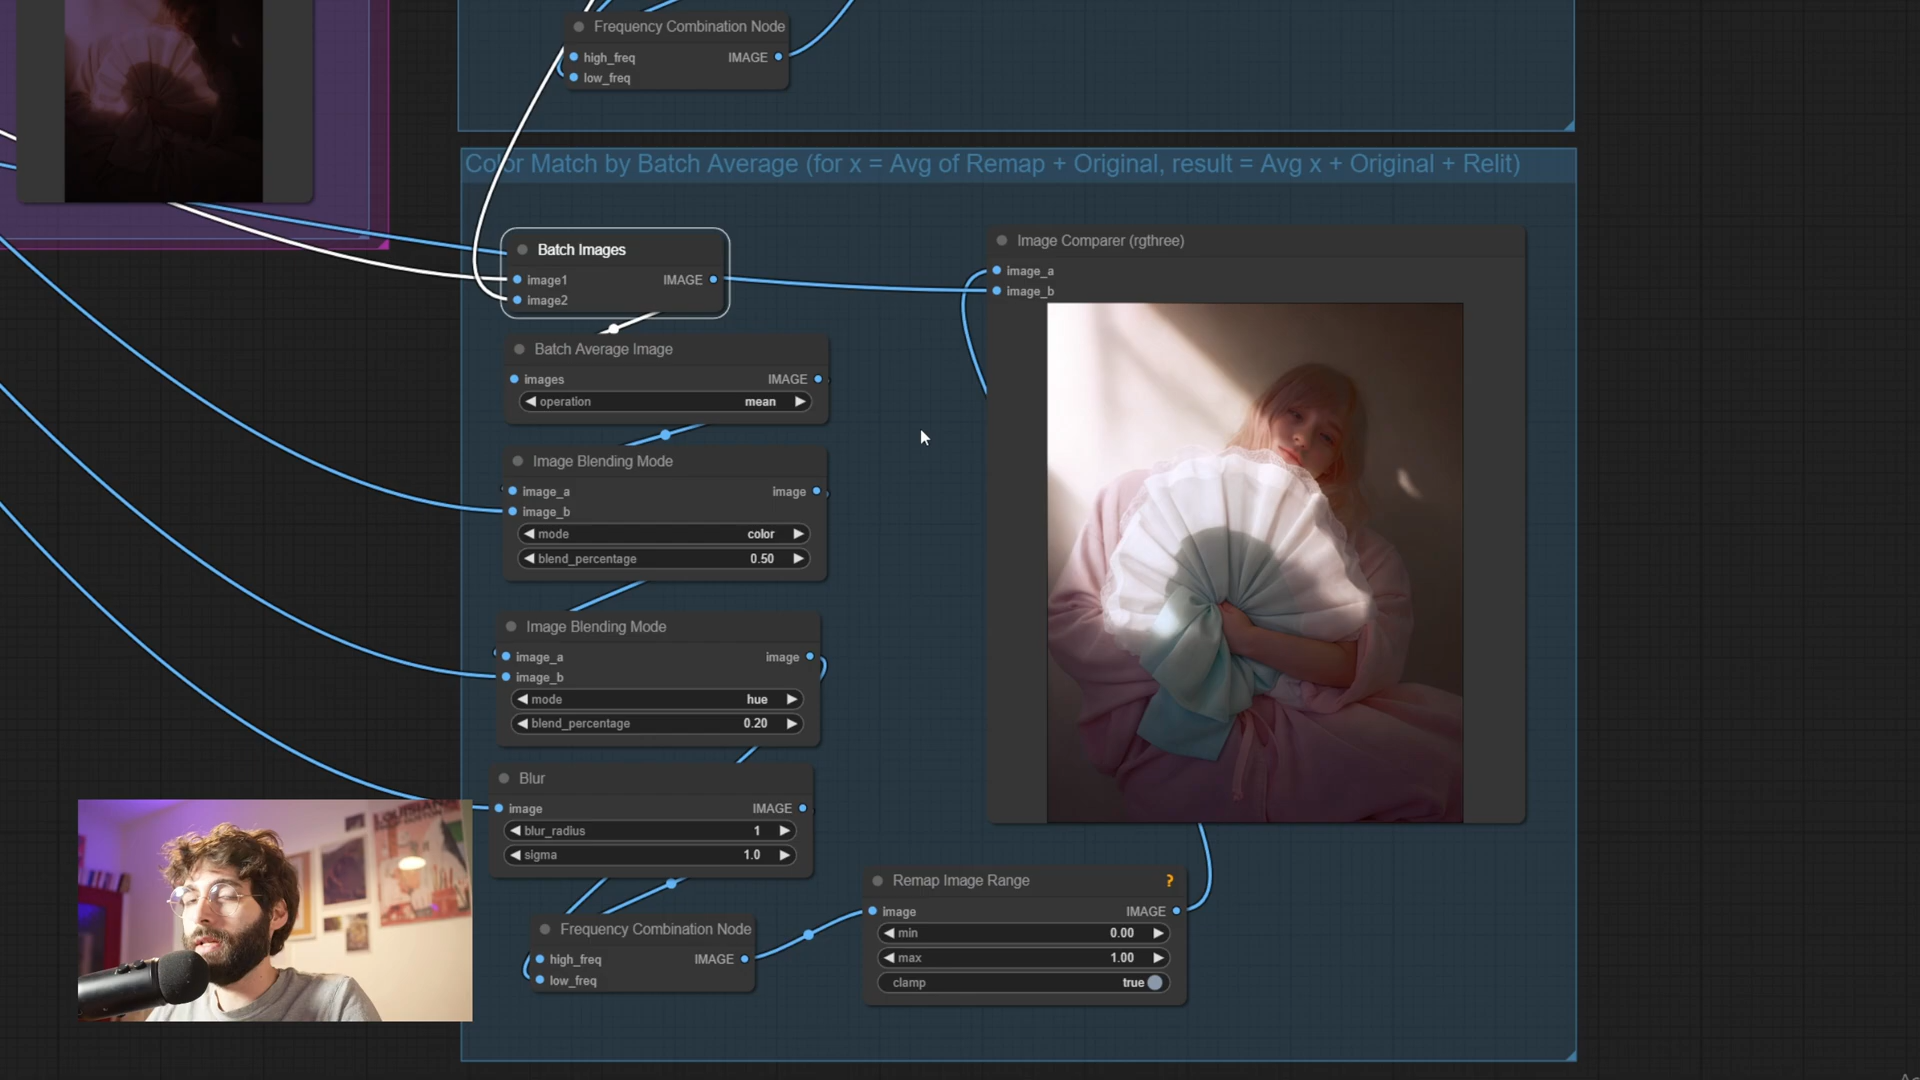 Frequency Combination Node
high_freq IMAGE
low_freq
Color Match by Batch Average (for x = Avg of Remap + Original, result = Avg x + Original + Relit)
Batch Images
image1 IMAGE
image2
Batch Average Image
images IMAGE
operation mean
Image Blending Mode
image_a image
image_b
mode color
blend_percentage 0.50
Image Blending Mode
image_a image
image_b
mode hue
blend_percentage 0.20
Blur
image IMAGE
blur_radius 1
sigma 1.0
Frequency Combination Node
high_freq IMAGE
low_freq
Image Comparer (rgthree)
image_a
image_b
Remap Image Range ?
image IMAGE
min 0.00
max 1.00
clamp true